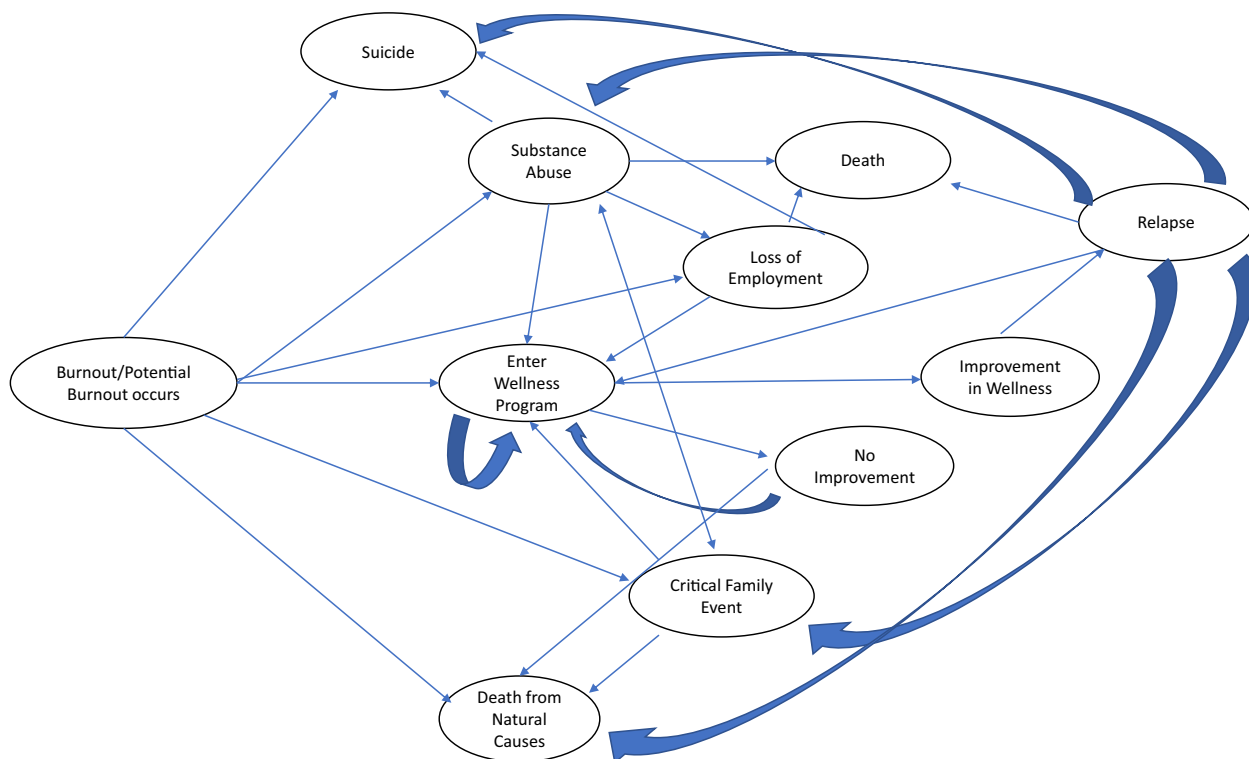 Suicide
Substance
Abuse
Death
Relapse
Loss of
Employment
Burnout/Potential
Burnout occurs
Enter
Wellness
Program
Improvement
in Wellness
No
Improvement
Critical Family
Event
Death from
Natural
Causes